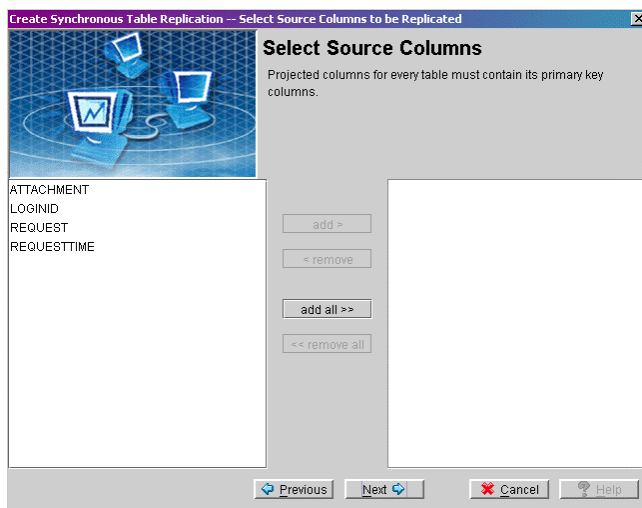 Create Synchronous Table Replication -- Select Source Columns to be Replicated
Select Source Columns
Projected columns for every table must contain its primary key
columns.
ATTACHMENT
LOGINID
REQUEST
REQUESTTIME
add >
< remove
add all >>
<< remove all
Previous
Next
Cancel
Help